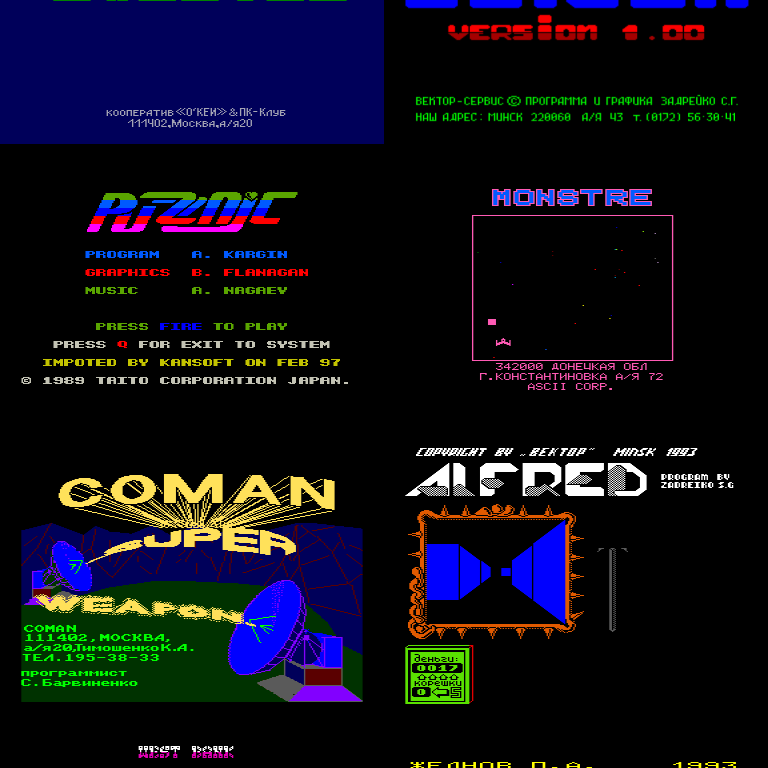 version 1.00
кооператив «О'КЕЙ» & ПК-Клуб
111402,Москва,а/я20
ВЕКТОР-СЕРВИС © ПРОГРАММА И ГРАФИКА ЗАДРЕЙКО С.Г.
НАШ АДРЕС: МИНСК 220060 А/Я 43 т.(0172) 56-30-41
MONSTRE
PROGRAM A. KARGIN
GRAPHICS B. FLANAGAN
MUSIC A. NAGAEV
PRESS FIRE TO PLAY
PRESS Q FOR EXIT TO SYSTEM
IMPOTED BY KANSOFT ON FEB 97
© 1989 TAITO CORPORATION JAPAN.
342000 ДОНЕЦКАЯ ОБЛ
Г.КОНСТАНТИНОВКА А/Я 72
ASCII CORP.
COMAN
SUPER
WEAPON
COMAN
111402,МОСКВА,
а/я20,Тимошенко К.А.
ТЕЛ.195-38-33
программист
С.Барвиненко
COPYRIGHT BY „ВЕКТОР" MINSK 1993
ALFRED
PROGRAM BY
ZADREIKO S.G
деньги:
0017
корешки
0
ЖЕЛНОВ П.А. 1993